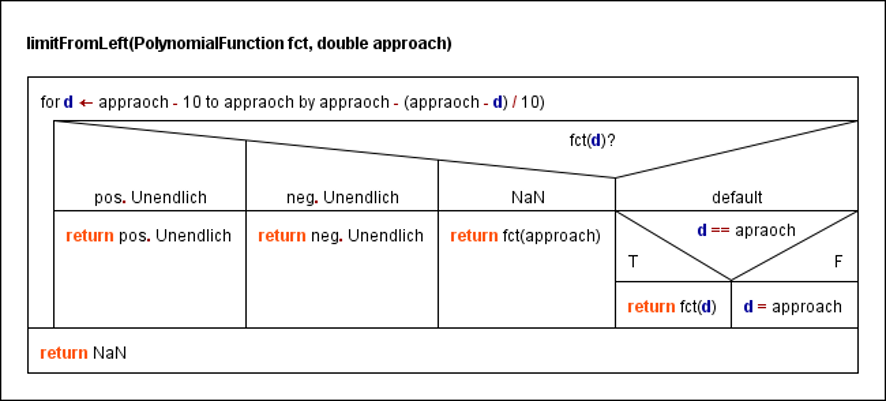 limitFromLeft(PolynomialFunction fct, double approach)
for d ← appraoch - 10 to appraoch by appraoch - (appraoch - d) / 10)
fct(d)?
pos. Unendlich neg. Unendlich NaN default
return pos. Unendlich return neg. Unendlich return fct(approach) d == apraoch
T F
return fct(d) d = approach
return NaN